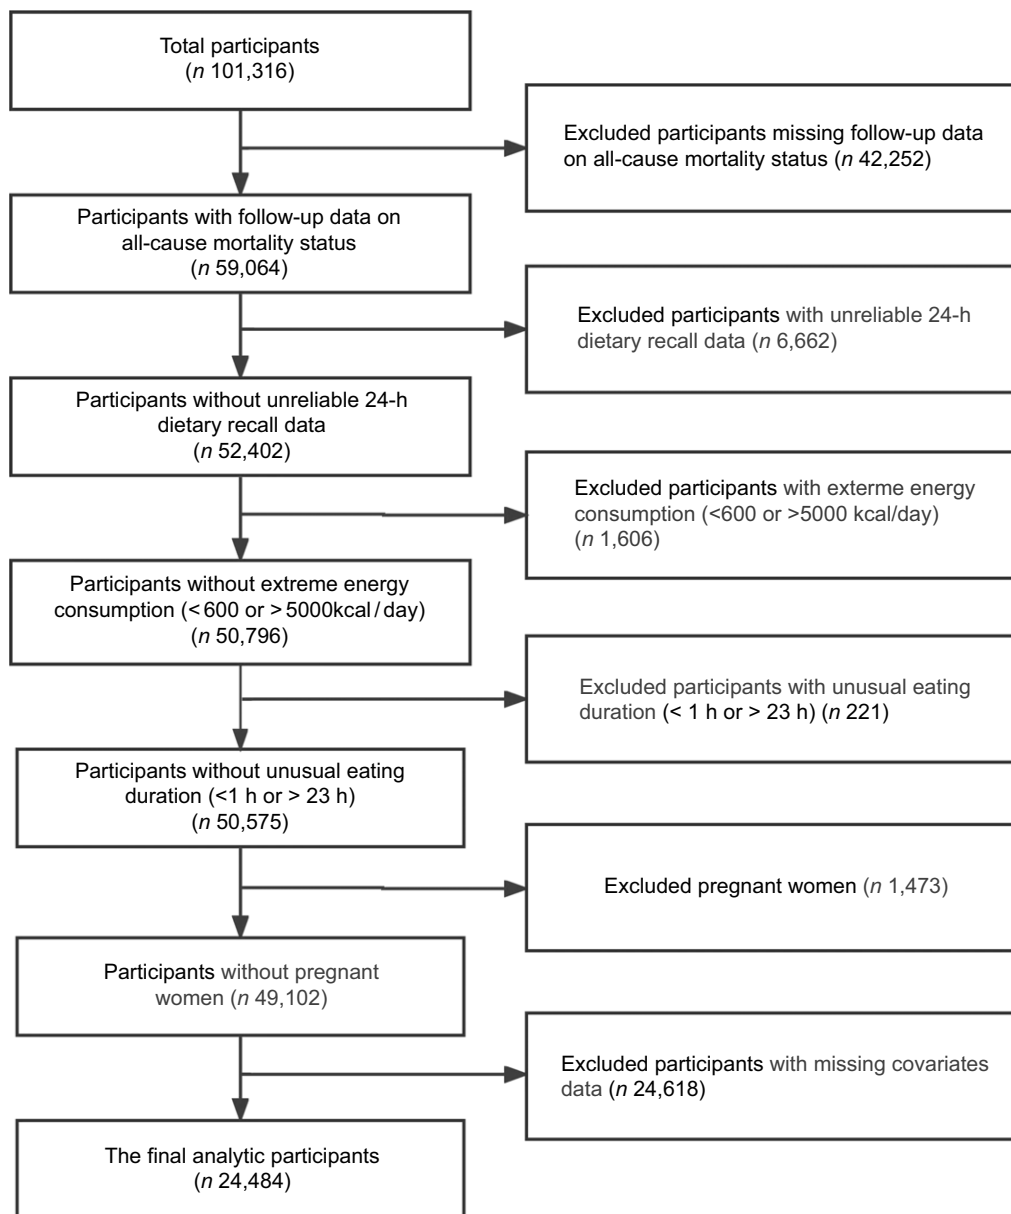 Total participants
(n 101,316)
Excluded participants missing follow-up data
on all-cause mortality status (n 42,252)
Participants with follow-up data on
all-cause mortality status
(n 59,064)
Excluded participants with unreliable 24-h
dietary recall data (n 6,662)
Participants without unreliable 24-h
dietary recall data
(n 52,402)
Excluded participants with exterme energy
consumption (<600 or >5000 kcal/day)
(n 1,606)
Participants without extreme energy
consumption (<600 or >5000kcal/day)
(n 50,796)
Excluded participants with unusual eating
duration (< 1 h or > 23 h) (n 221)
Participants without unusual eating
duration (<1 h or > 23 h)
(n 50,575)
Excluded pregnant women (n 1,473)
Participants without pregnant
women (n 49,102)
Excluded participants with missing covariates
data (n 24,618)
The final analytic participants
(n 24,484)